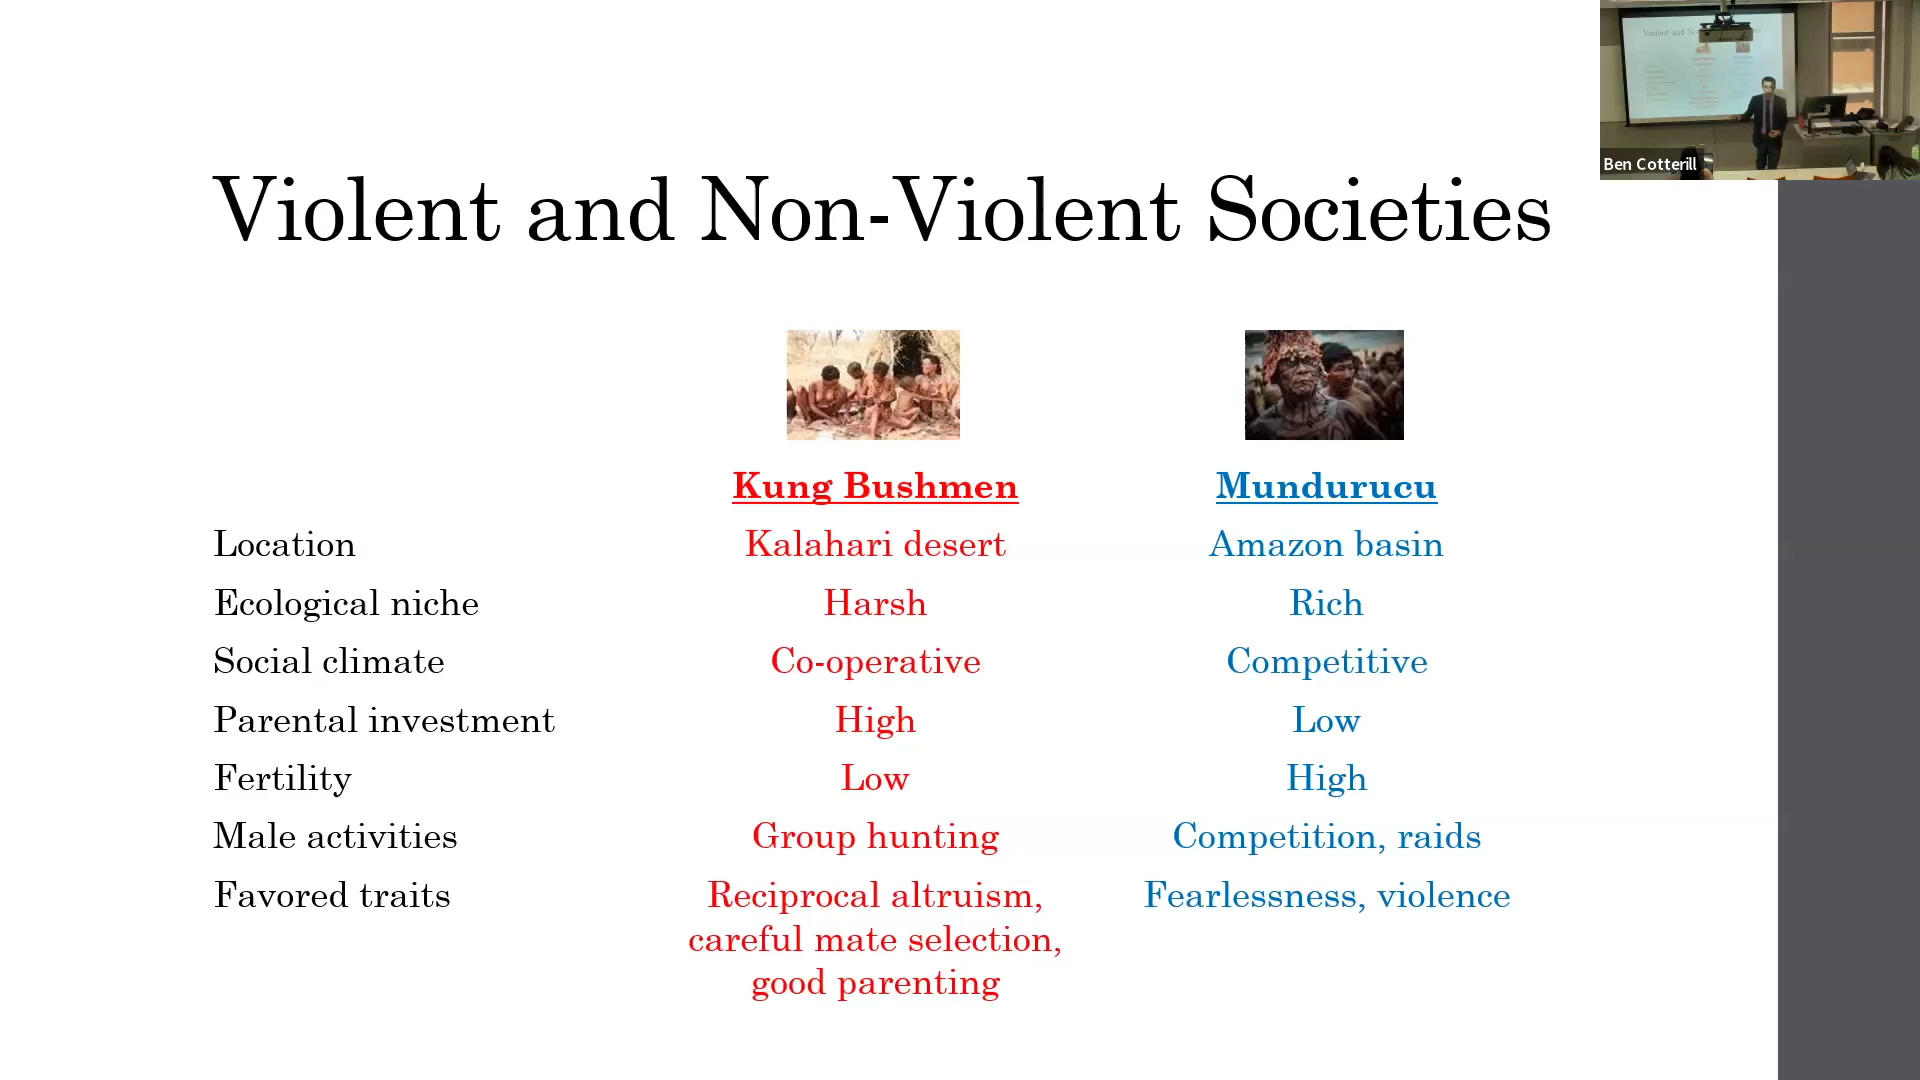 Violent and Non-Violent Societies
Ben Cotterill
Kung Bushmen Mundurucu
Location Kalahari desert Amazon basin
Ecological niche Harsh Rich
Social climate Co-operative Competitive
Parental investment High Low
Fertility Low High
Male activities Group hunting Competition, raids
Favored traits Reciprocal altruism, Fearlessness, violence
careful mate selection,
good parenting